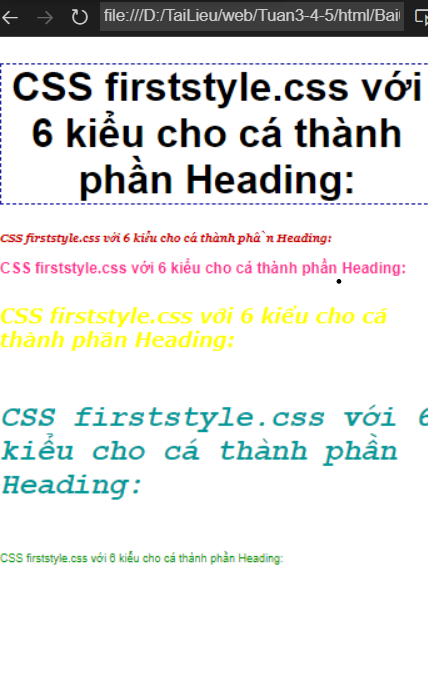 file:///D:/TaiLieu/web/Tuan3-4-5/html/Bai
CSS firststyle.css với
6 kiểu cho cá thành
phần Heading:
CSS firststyle.css với 6 kiểu cho cá thành phần Heading:
CSS firststyle.css với 6 kiểu cho cá thành phần Heading:
CSS firststyle.css với 6 kiểu cho cá
thành phần Heading:
CSS firststyle.css với 6
kiểu cho cá thành phần
Heading:
CSS firststyle.css với 6 kiểu cho cá thành phần Heading: